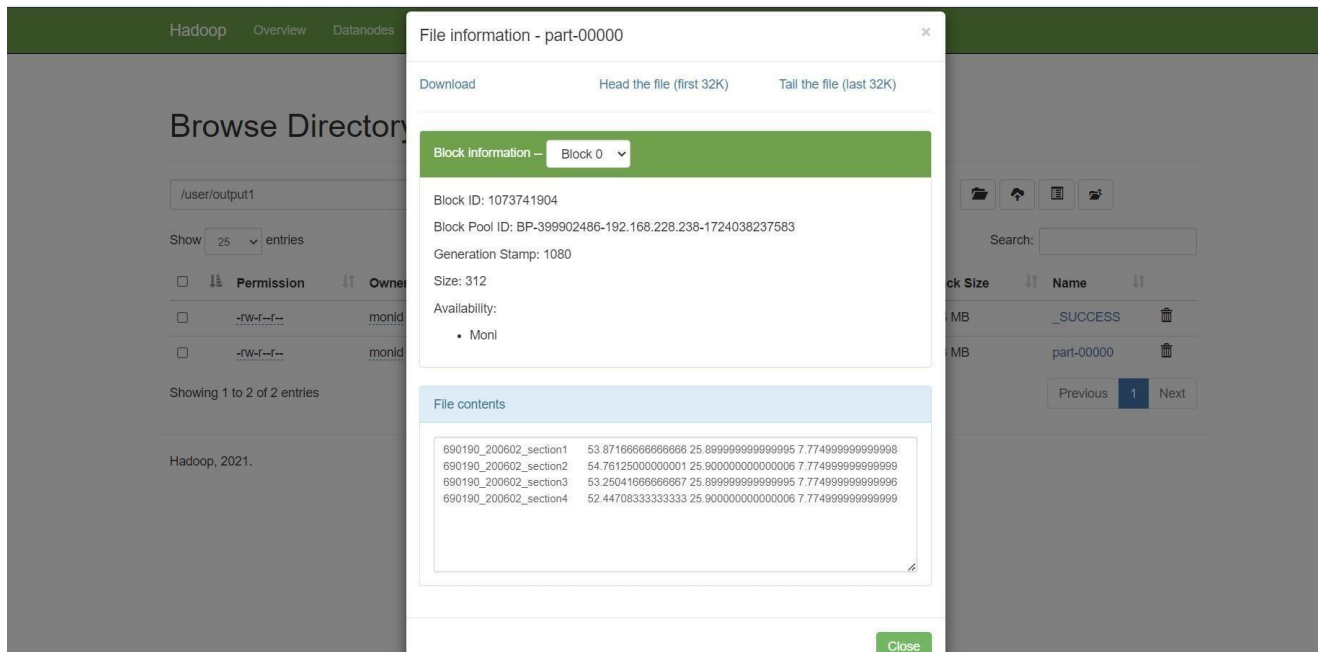 Hadoop Overview Datanodes
File information - part-00000 ×
Download Head the file (first 32K) Tail the file (last 32K)
Browse Directory
Block information -- Block 0
/user/output1
Block ID: 1073741904
Block Pool ID: BP-399902486-192.168.228.238-1724038237583
Show 25 entries
Search:
Generation Stamp: 1080
Permission Owner ck Size Name
Size: 312
Availability:
-rw-r--r-- monid MB _SUCCESS
• Moni
-rw-r--r-- monid MB part-00000
Showing 1 to 2 of 2 entries
Previous 1 Next
File contents
690190_200602_section1 53.87166666666666 25.899999999999995 7.774999999999998
690190_200602_section2 54.76125000000001 25.900000000000006 7.774999999999999
690190_200602_section3 53.25041666666667 25.899999999999995 7.774999999999996
690190_200602_section4 52.44708333333333 25.900000000000006 7.774999999999999
Hadoop, 2021.
Close